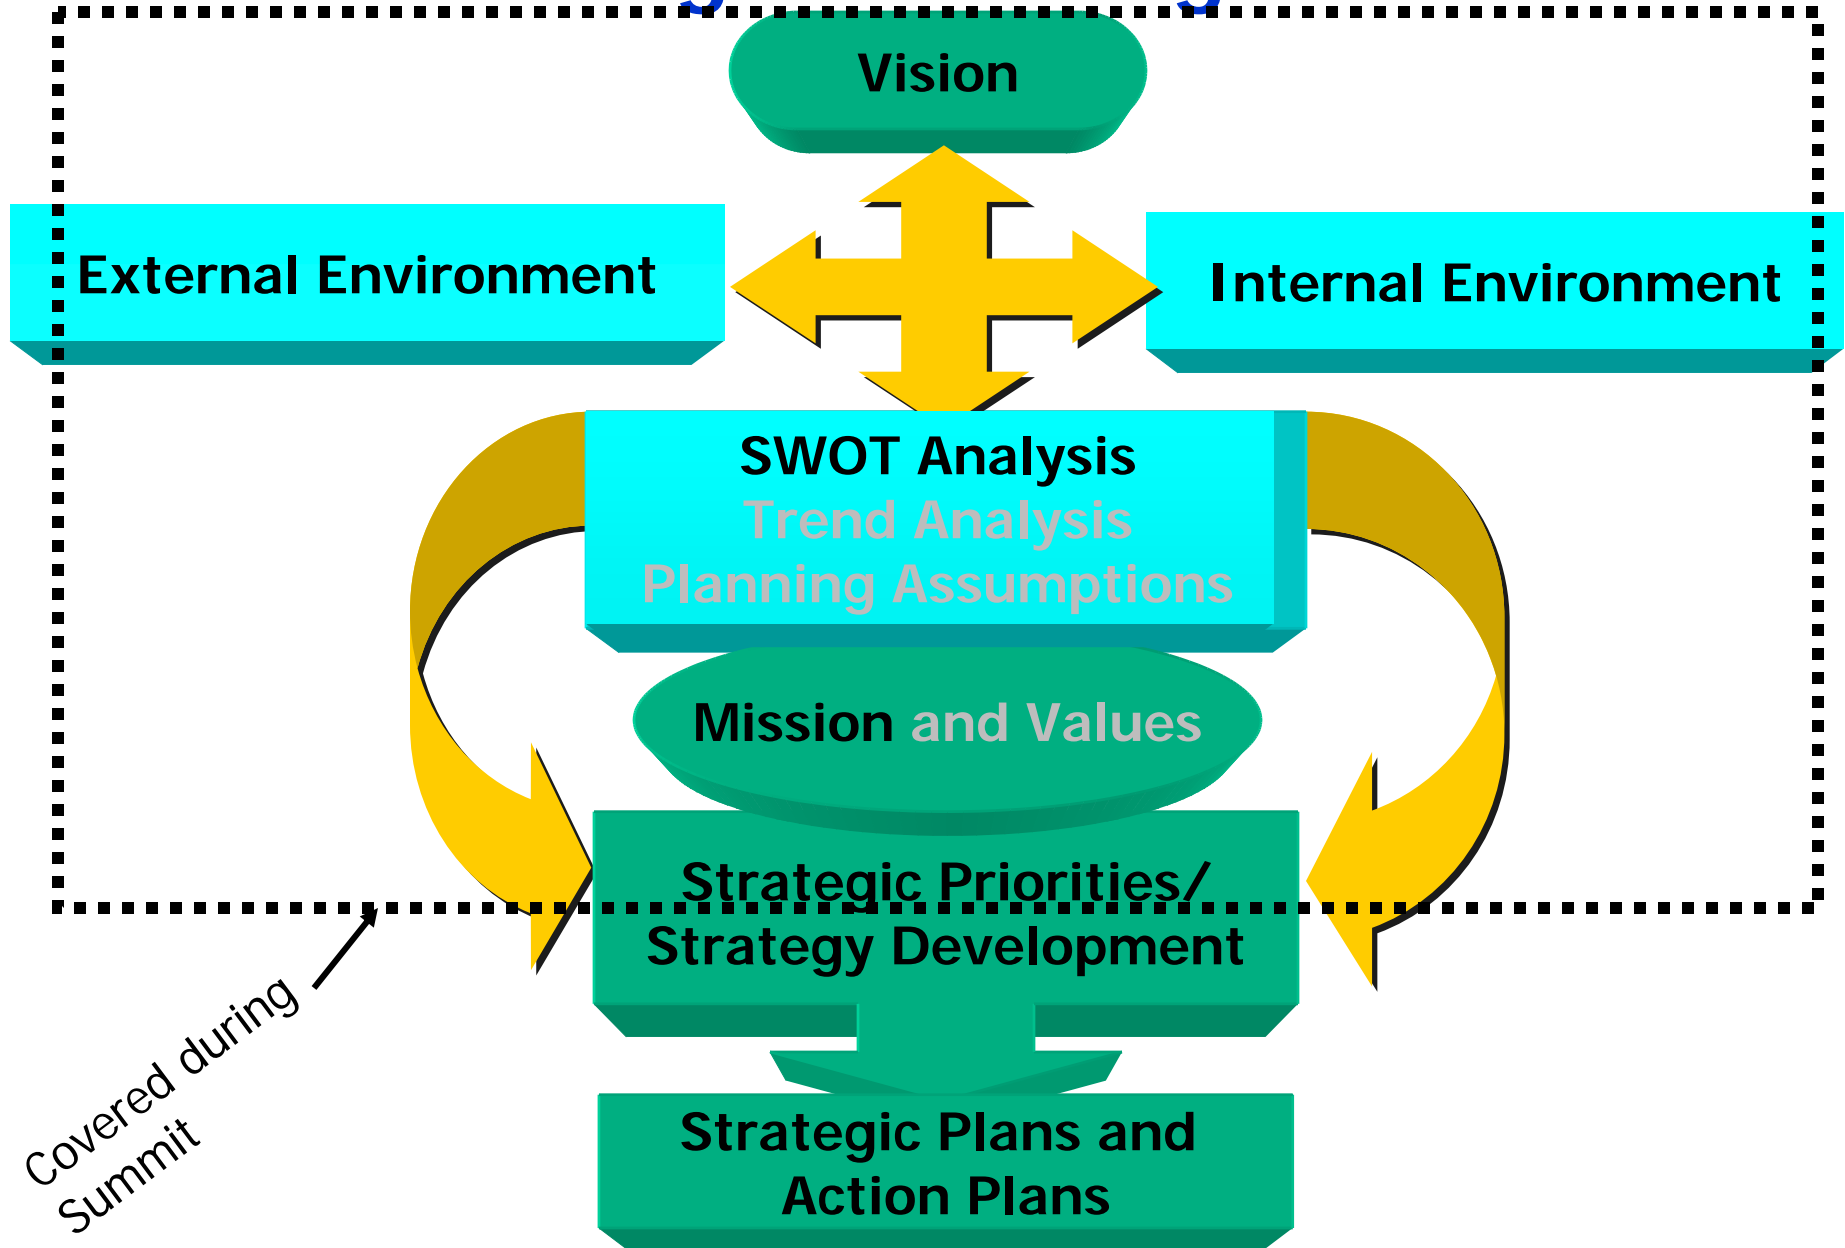 Vision
External Environment
Internal Environment
SWOT Analysis
Trend Analysis
Planning Assumptions
Mission and Values
Strategic Priorities/
Strategy Development
Strategic Plans and
Action Plans
Covered during
Summit